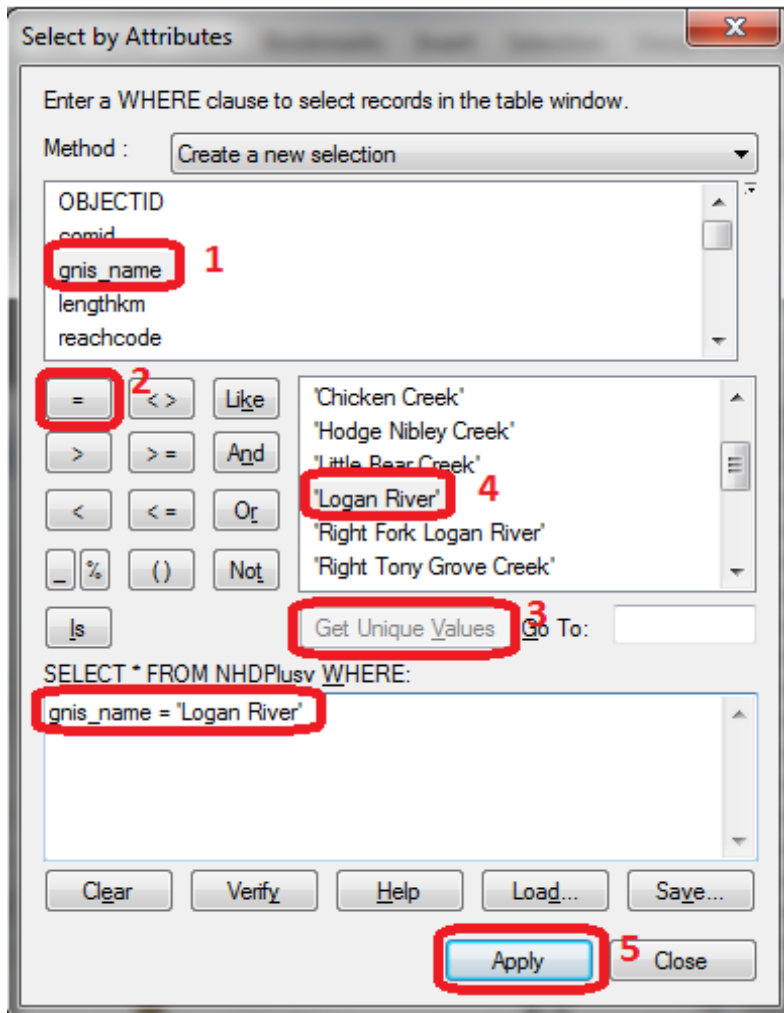 Select by Attributes
X
Enter a WHERE clause to select records in the table window.
Method : Create a new selection
OBJECTID
comid
gnis_name 1
lengthkm
reachcode
= 2 < > Like
> > = And
< < = Or
_ % ( ) Not
Is
'Chicken Creek'
'Hodge Nibley Creek'
'Little Bear Creek'
'Logan River' 4
'Right Fork Logan River'
'Right Tony Grove Creek'
Get Unique Values 3 Go To:
SELECT * FROM NHDPlusv WHERE:
gnis_name = 'Logan River'
Clear Verify Help Load... Save...
Apply 5 Close